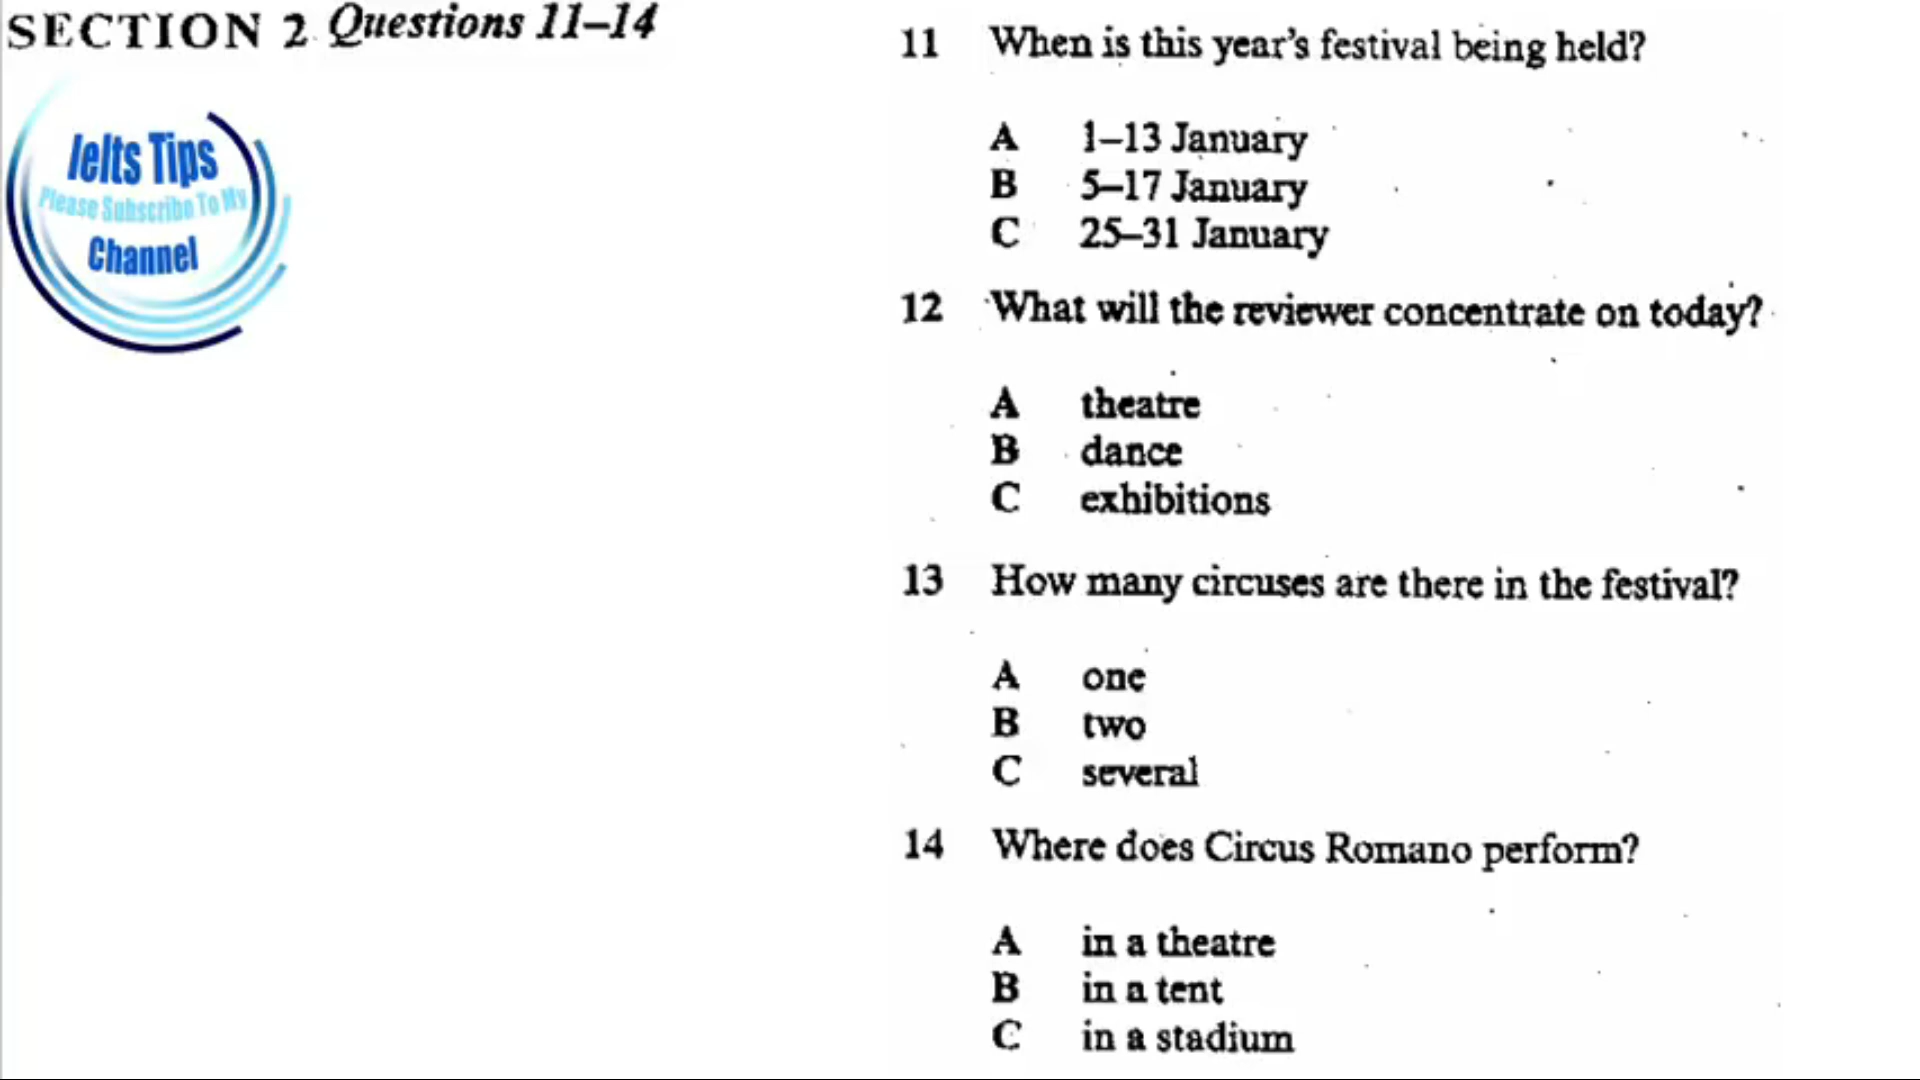 SECTION 2 Questions 11–14
Ielts Tips
Please Subscribe To My
Channel
11 When is this year's festival being held?
A 1–13 January
B 5–17 January
C 25–31 January
12 What will the reviewer concentrate on today?
A theatre
B dance
C exhibitions
13 How many circuses are there in the festival?
A one
B two
C several
14 Where does Circus Romano perform?
A in a theatre
B in a tent
C in a stadium